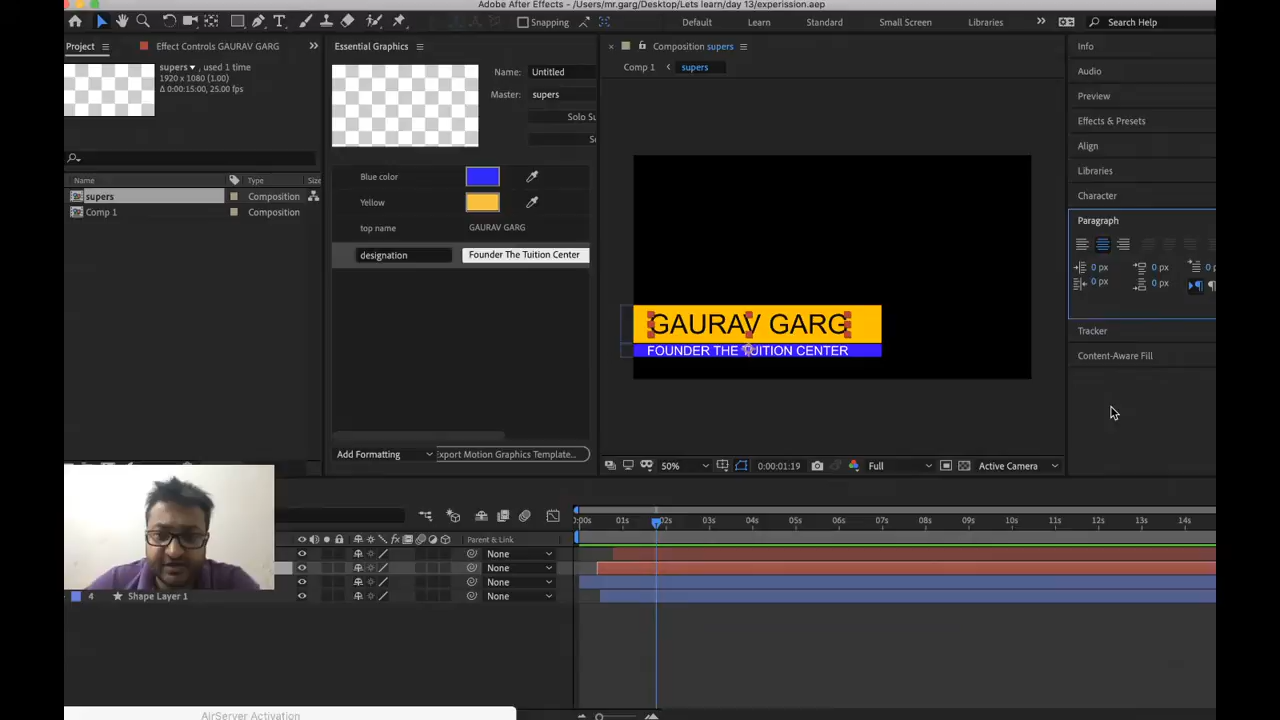 Adobe After Effects - /Users/mr.garg/Desktop/Lets learn/day 13/experission.aep
Snapping
Default
Learn
Standard
Small Screen
Libraries
Search Help
Project
Effect Controls GAURAV GARG
Essential Graphics
Composition supers
Info
supers
, used 1 time
1920 x 1080 (1.00)
Δ 0:00:15:00, 25.00 fps
Name:
Untitled
Master:
supers
Solo Su
Comp 1
supers
Audio
Preview
Effects & Presets
Align
Libraries
Character
Paragraph
0 px
0 px
0 p
0 px
0 px
Tracker
Content-Aware Fill
Name
Type
Size
supers
Composition
Comp 1
Composition
Blue color
Yellow
top name
GAURAV GARG
designation
Founder The Tuition Center
GAURAV GARG
FOUNDER THE TUITION CENTER
Add Formatting
Export Motion Graphics Template...
50%
0:00:01:19
Full
Active Camera
:00s
01s
02s
03s
04s
05s
06s
07s
08s
09s
10s
11s
12s
13s
14s
Parent & Link
None
None
None
4
Shape Layer 1
None
AirServer Activation